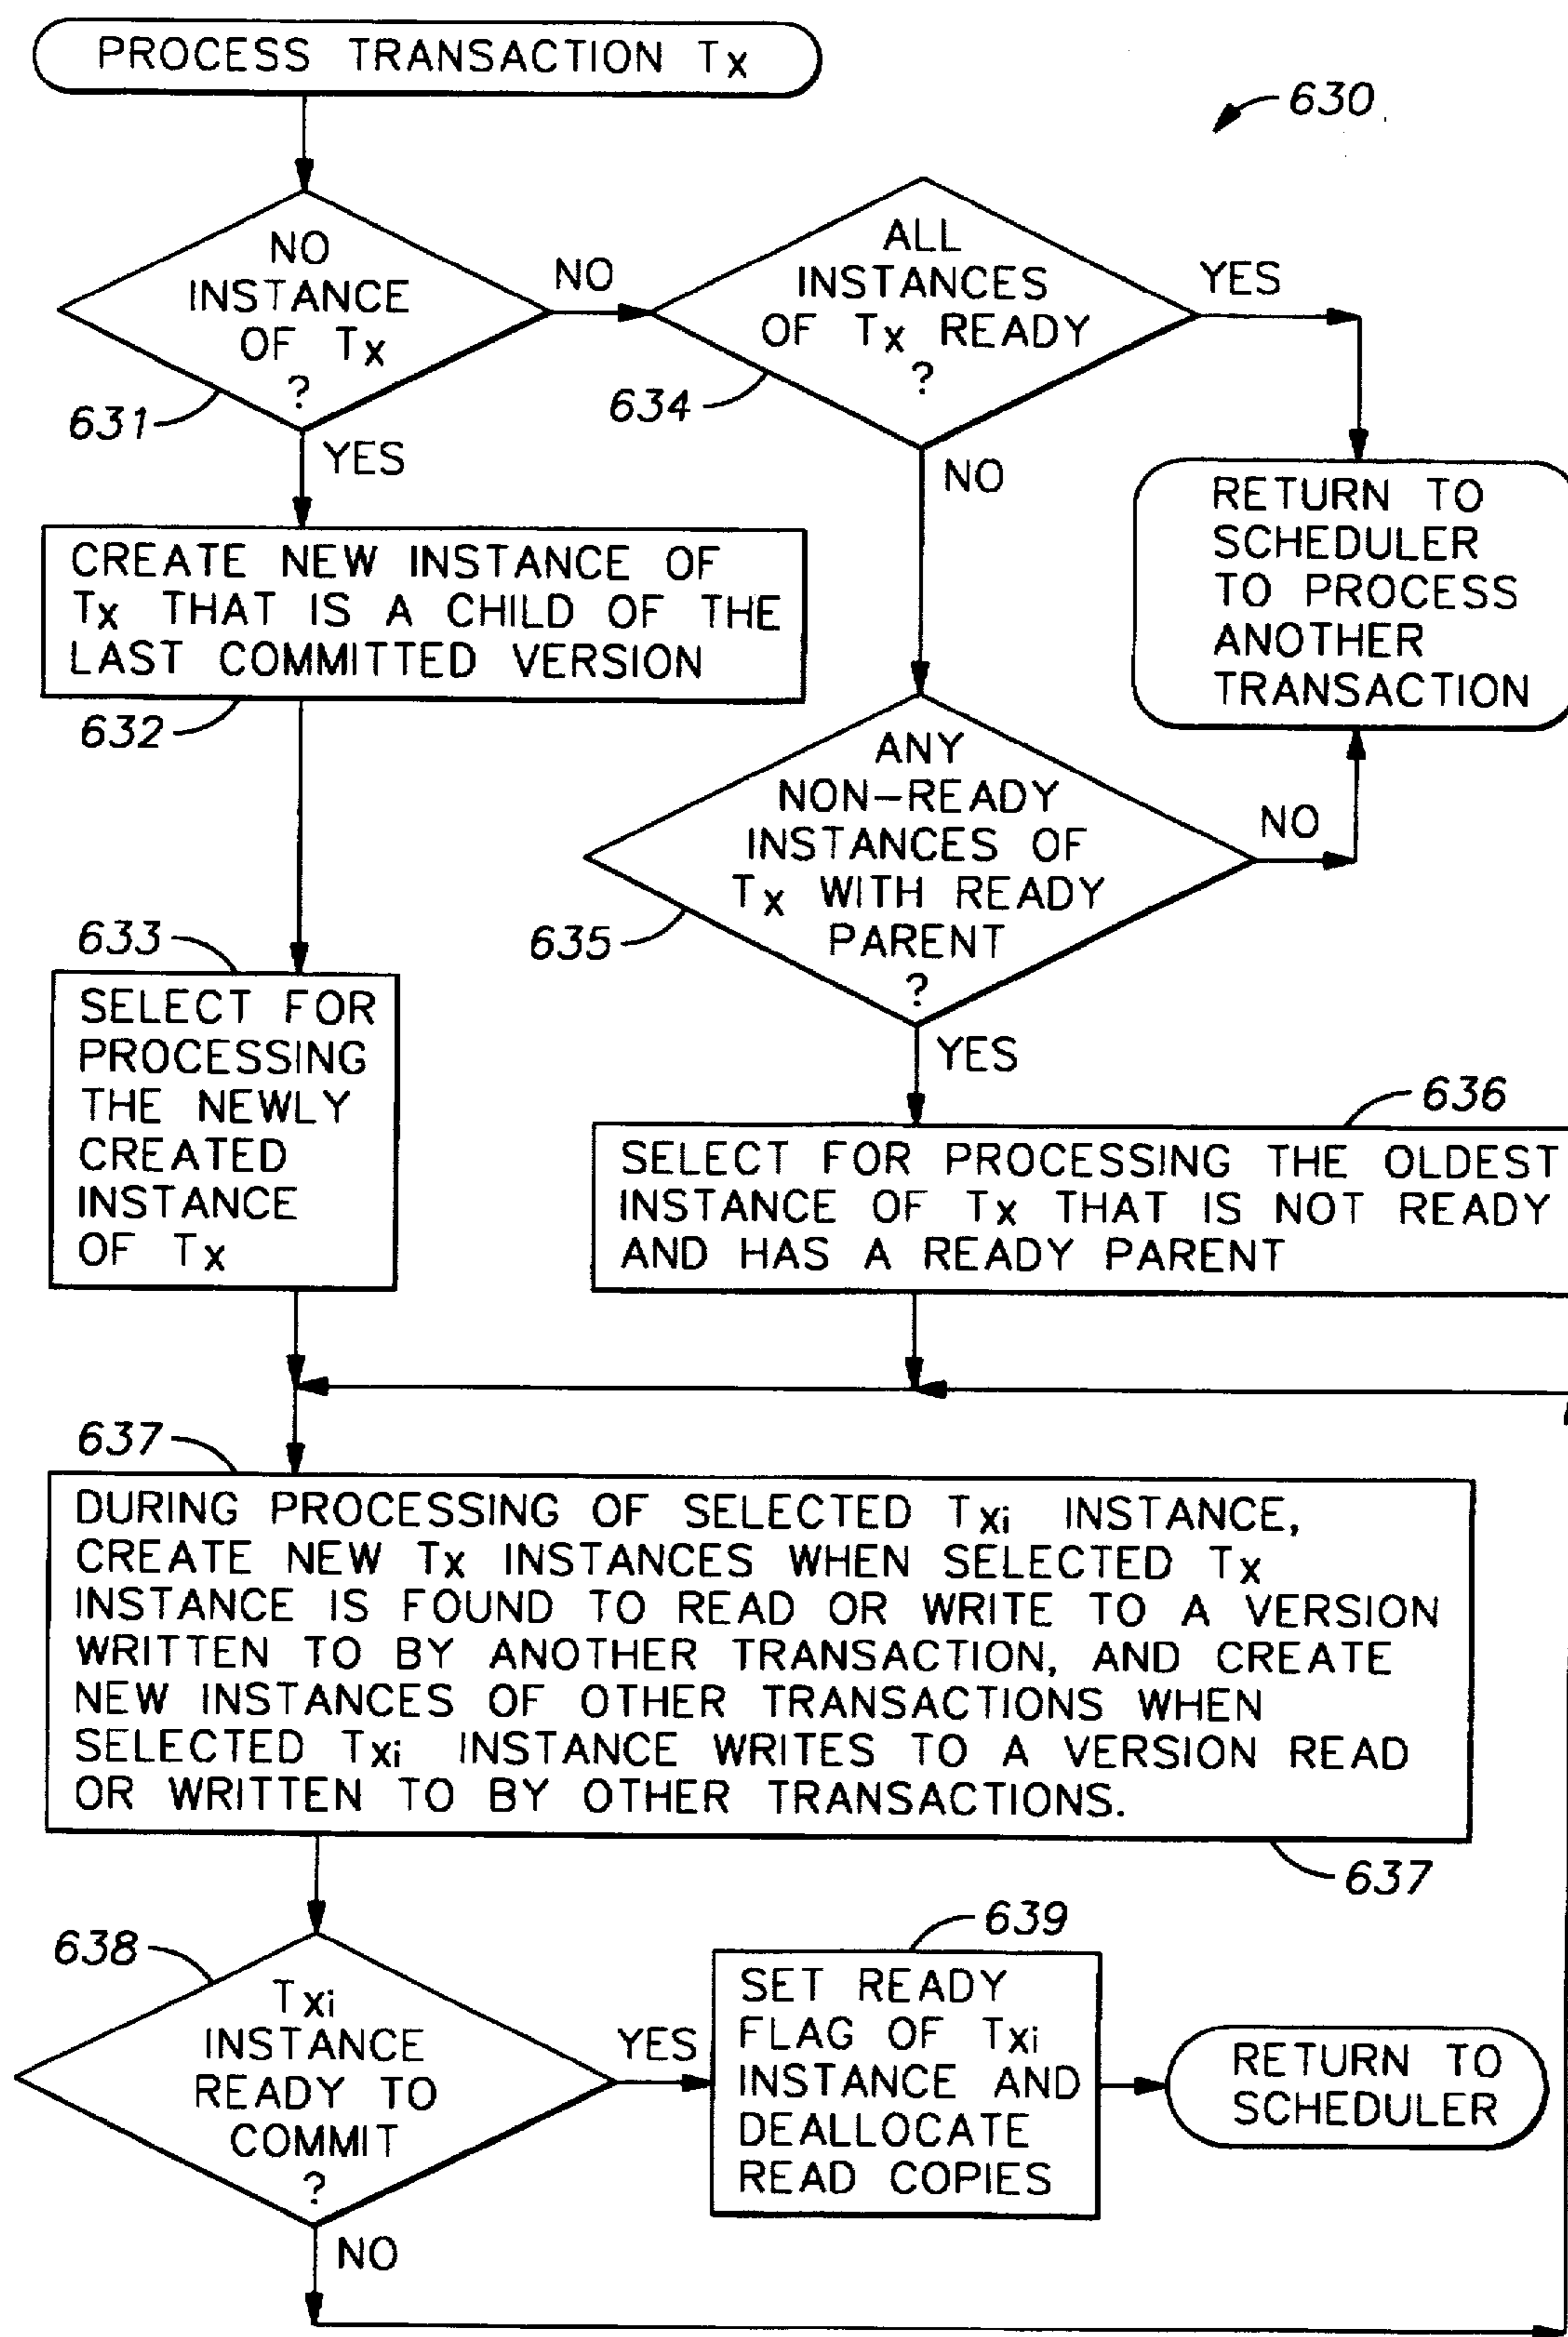 PROCESS TRANSACTION Tx
630
NO
INSTANCE
OF Tx
?
631
NO
YES
ALL
INSTANCES
OF Tx READY
?
634
YES
NO
RETURN TO
SCHEDULER
TO PROCESS
ANOTHER
TRANSACTION
CREATE NEW INSTANCE OF
Tx THAT IS A CHILD OF THE
LAST COMMITTED VERSION
632
ANY
NON-READY
INSTANCES OF
Tx WITH READY
PARENT
?
635
NO
YES
633
SELECT FOR
PROCESSING
THE NEWLY
CREATED
INSTANCE
OF Tx
636
SELECT FOR PROCESSING THE OLDEST
INSTANCE OF Tx THAT IS NOT READY
AND HAS A READY PARENT
637
DURING PROCESSING OF SELECTED Txi INSTANCE,
CREATE NEW Tx INSTANCES WHEN SELECTED Tx
INSTANCE IS FOUND TO READ OR WRITE TO A VERSION
WRITTEN TO BY ANOTHER TRANSACTION, AND CREATE
NEW INSTANCES OF OTHER TRANSACTIONS WHEN
SELECTED Txi INSTANCE WRITES TO A VERSION READ
OR WRITTEN TO BY OTHER TRANSACTIONS.
637
638
Txi
INSTANCE
READY TO
COMMIT
?
YES
NO
639
SET READY
FLAG OF Txi
INSTANCE AND
DEALLOCATE
READ COPIES
RETURN TO
SCHEDULER